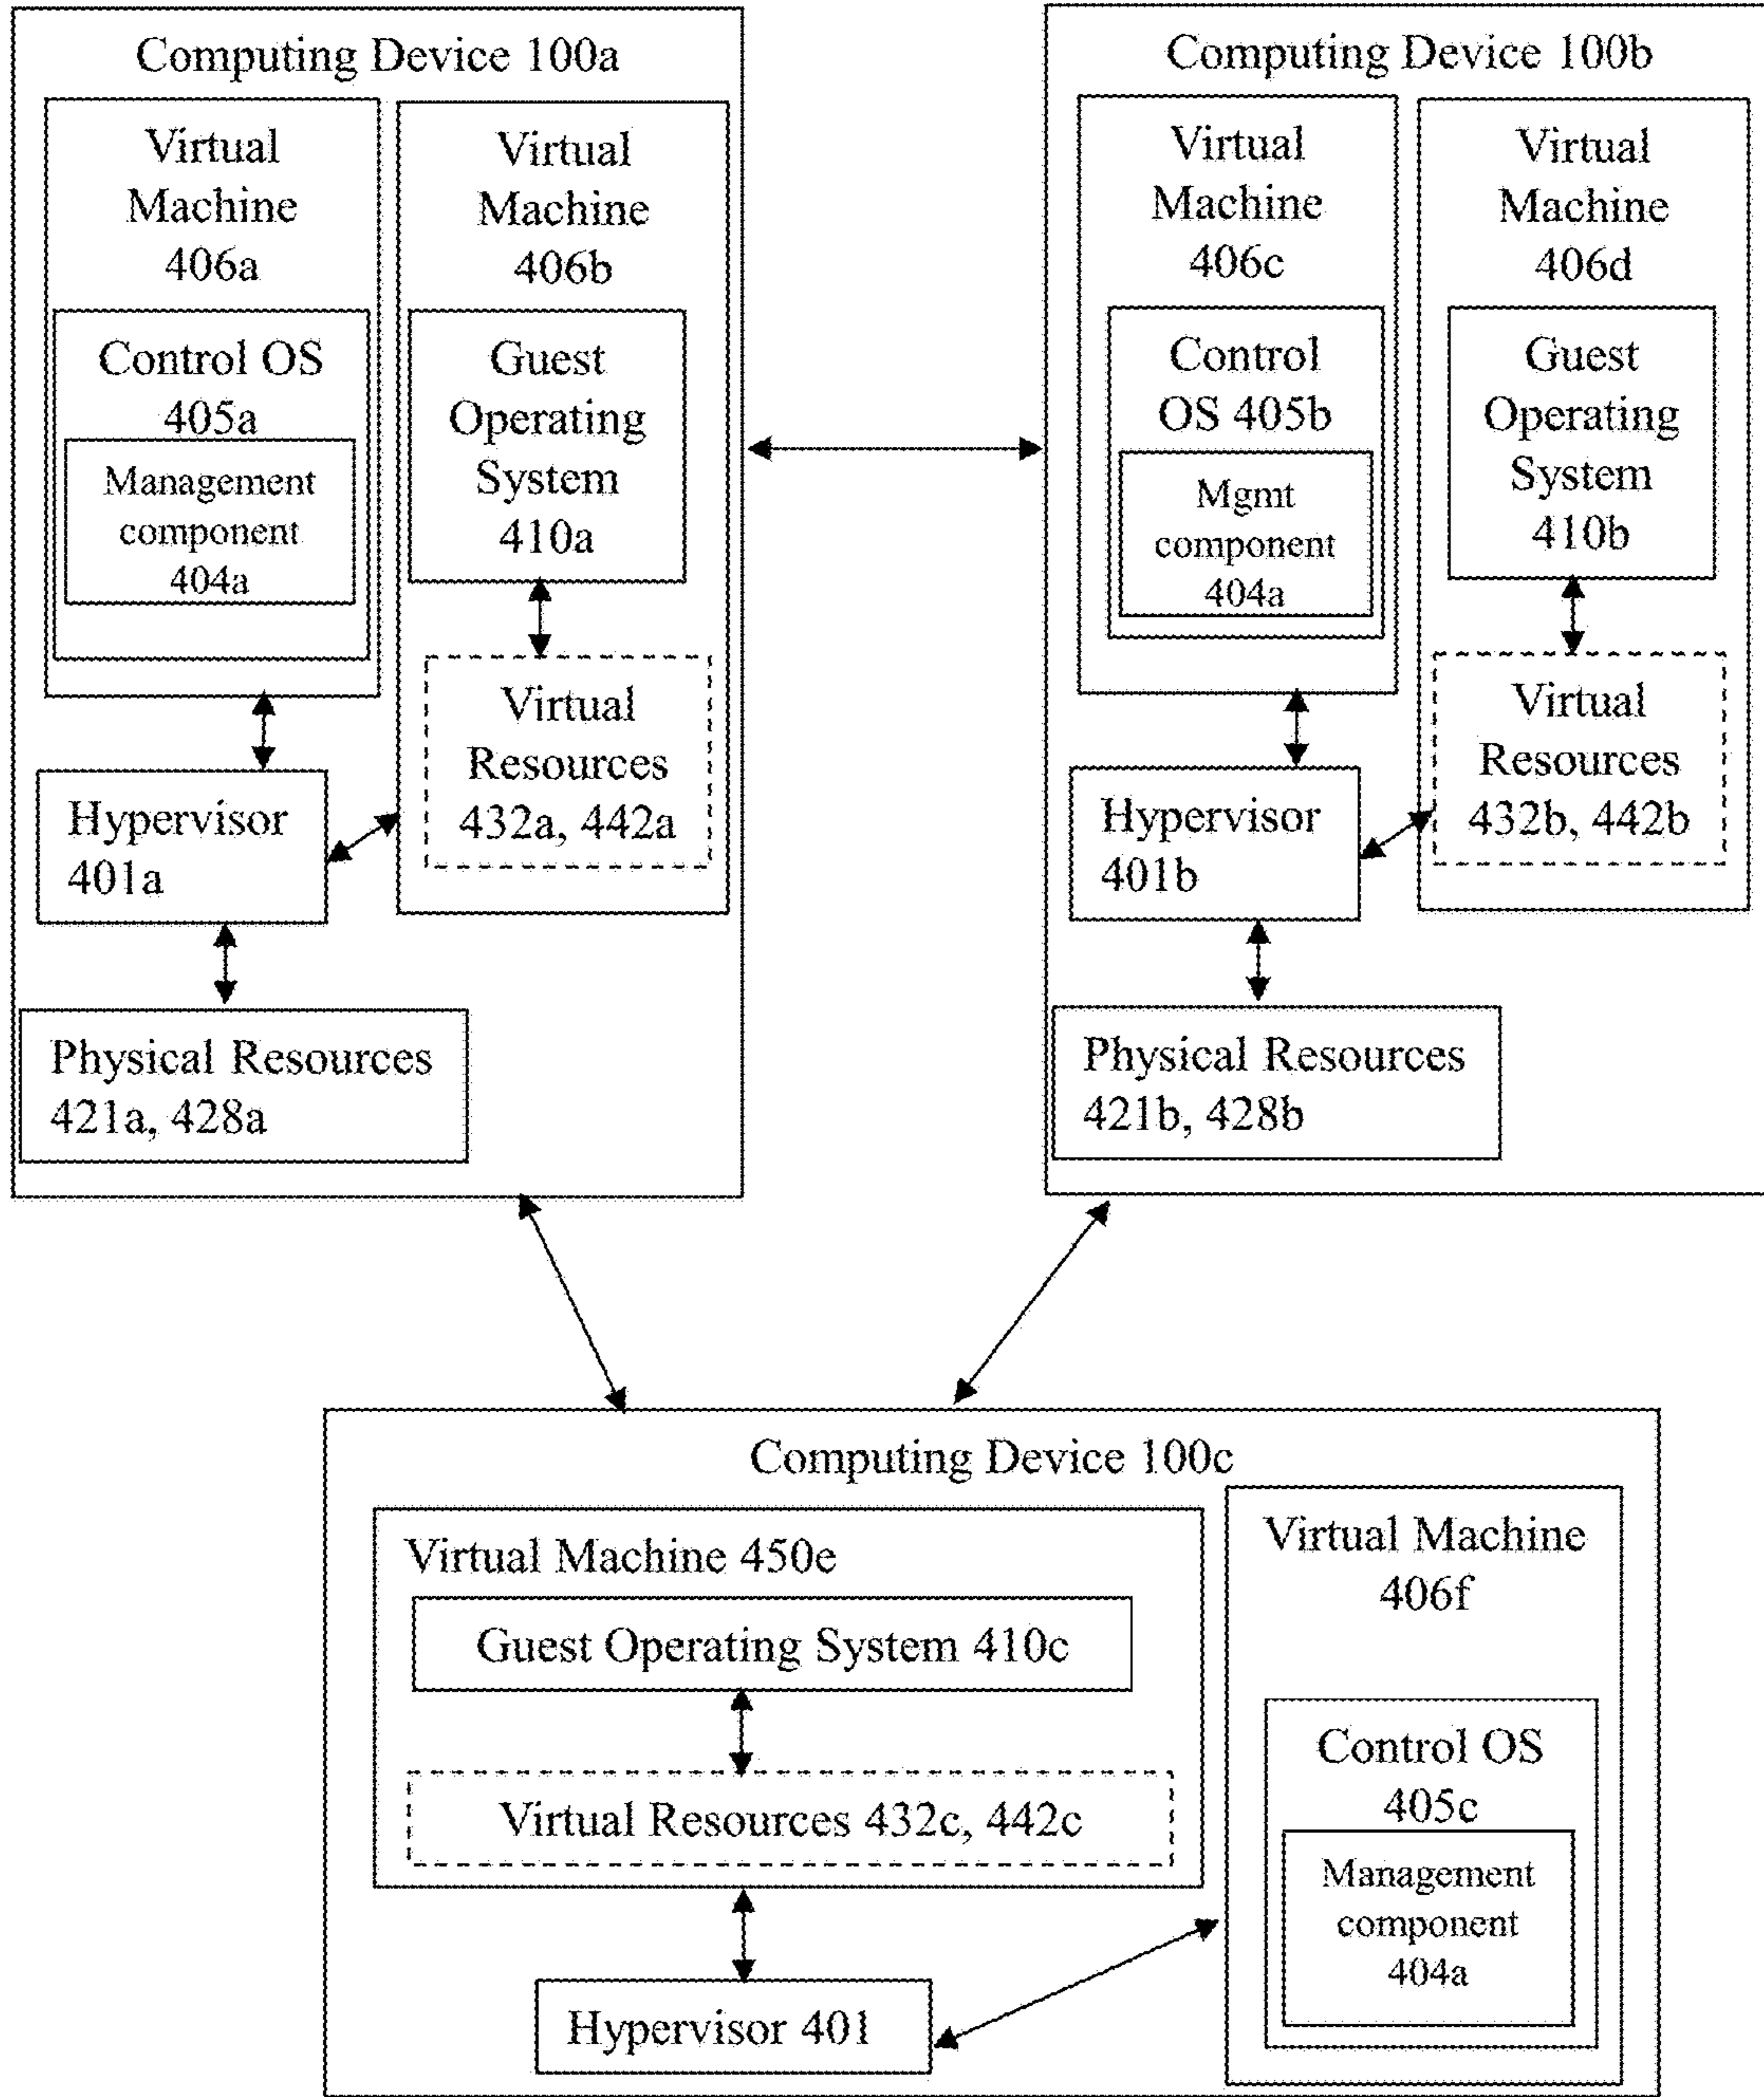 Computing Device 100a
Virtual
Machine
406a
Control OS
405a
Management
component
404a
Virtual
Machine
406b
Guest
Operating
System
410a
Virtual
Resources
432a, 442a
Hypervisor
401a
Physical Resources
421a, 428a
Computing Device 100b
Virtual
Machine
406c
Control
OS 405b
Mgmt
component
404a
Virtual
Machine
406d
Guest
Operating
System
410b
Virtual
Resources
432b, 442b
Hypervisor
401b
Physical Resources
421b, 428b
Computing Device 100c
Virtual Machine 450e
Guest Operating System 410c
Virtual Resources 432c, 442c
Hypervisor 401
Virtual Machine
406f
Control OS
405c
Management
component
404a